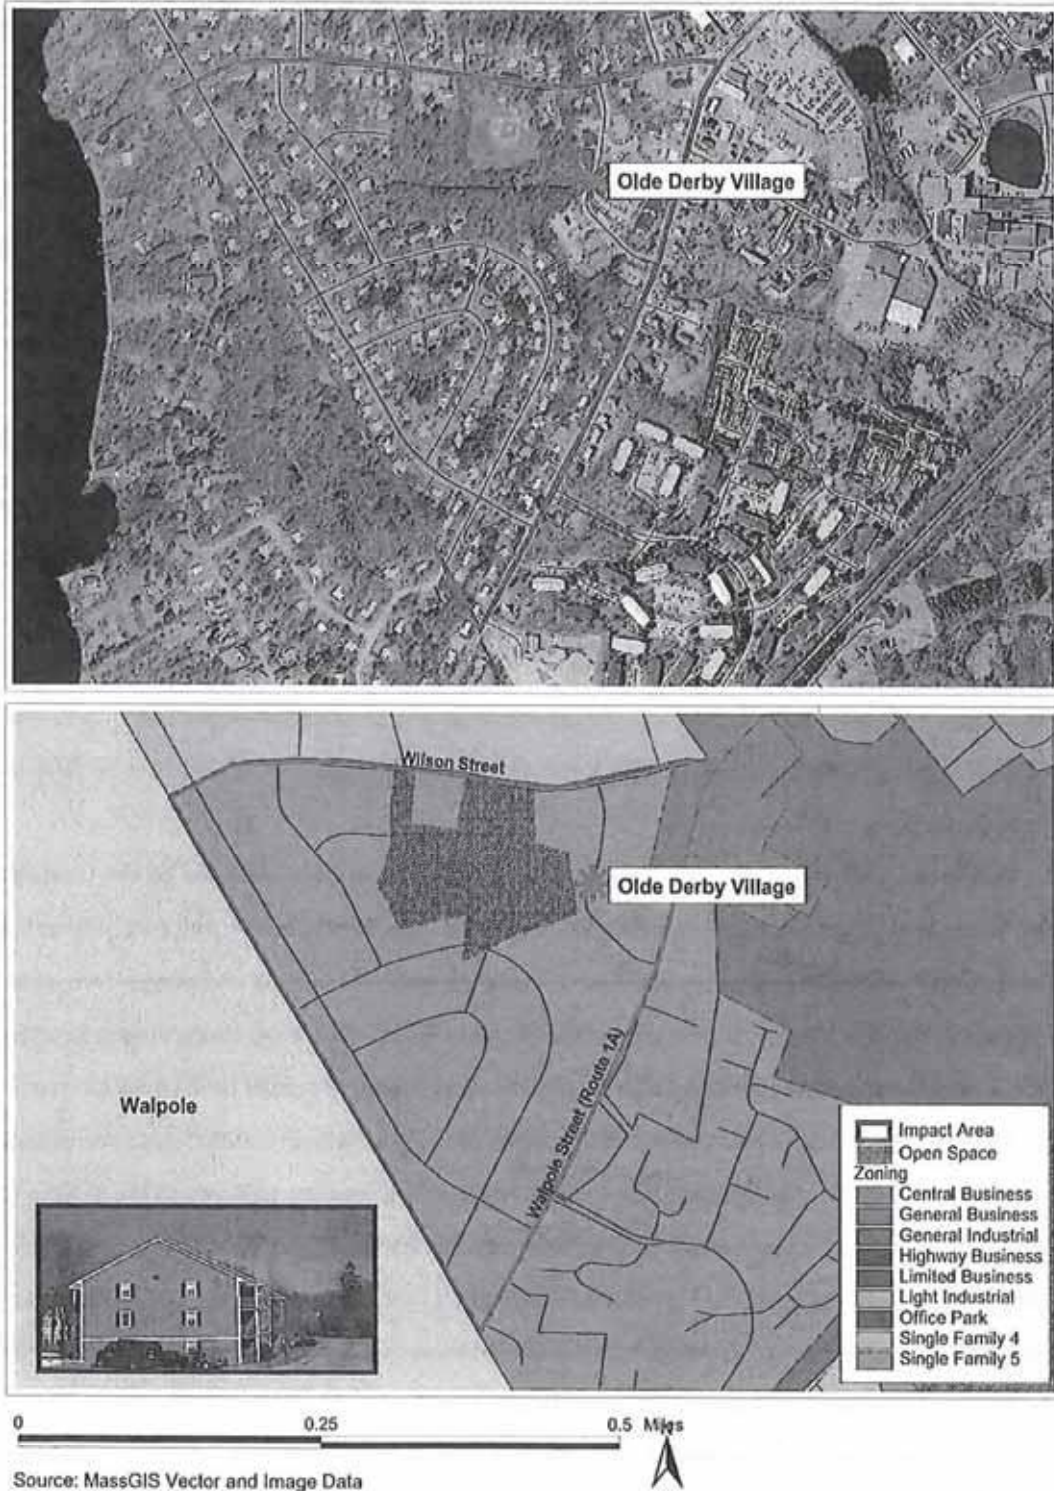 Olde Derby Village
Wilson Street
Olde Derby Village
Walpole Street (Route 1A)
Walpole
Impact Area
Open Space
Zoning
Central Business
General Business
General Industrial
Highway Business
Limited Business
Light Industrial
Office Park
Single Family 4
Single Family 5
0 0.25 0.5 Miles
N
Source: MassGIS Vector and Image Data